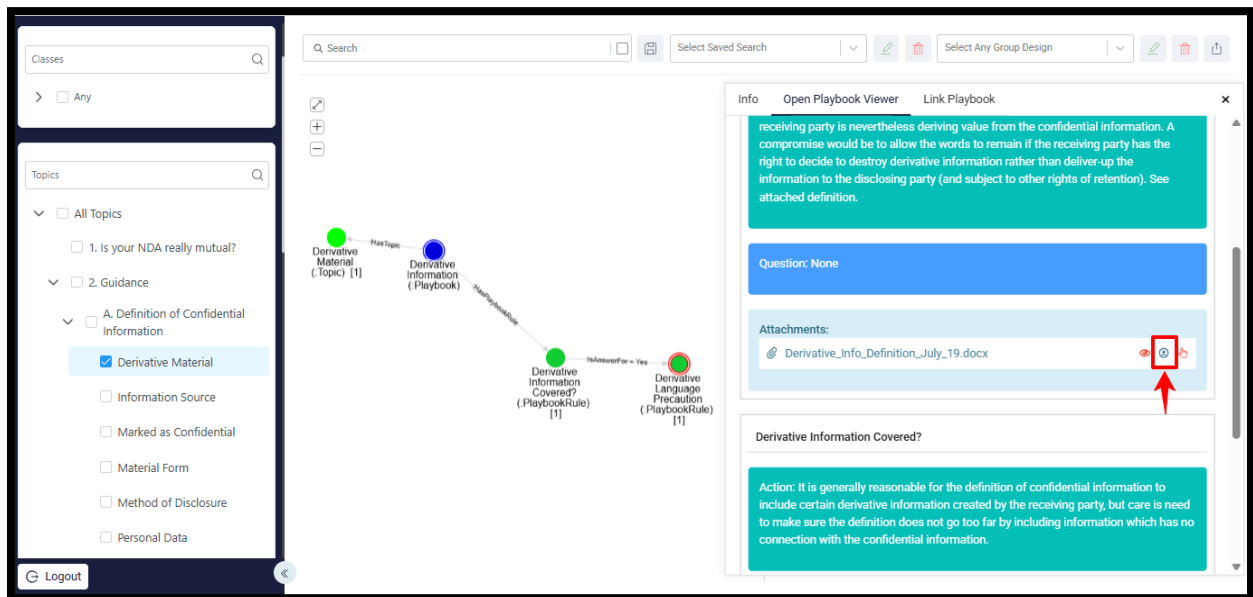 Classes
Any
Topics
All Topics
1. Is your NDA really mutual?
2. Guidance
A. Definition of Confidential
Information
Derivative Material
Information Source
Marked as Confidential
Material Form
Method of Disclosure
Personal Data
Logout
Search
Select Saved Search
Select Any Group Design
Derivative
Material
(:Topic) [1]
:HasTopic
Derivative
Information
(:Playbook)
:HasPlaybookRule
Derivative
Information
Covered?
(:PlaybookRule)
[1]
:IsAnswerFor = Yes
Derivative
Language
Precaution
(:PlaybookRule)
[1]
Info Open Playbook Viewer Link Playbook
receiving party is nevertheless deriving value from the confidential information. A
compromise would be to allow the words to remain if the receiving party has the
right to decide to destroy derivative information rather than deliver-up the
information to the disclosing party (and subject to other rights of retention). See
attached definition.
Question: None
Attachments:
Derivative_Info_Definition_July_19.docx
Derivative Information Covered?
Action: It is generally reasonable for the definition of confidential information to
include certain derivative information created by the receiving party, but care is need
to make sure the definition does not go too far by including information which has no
connection with the confidential information.